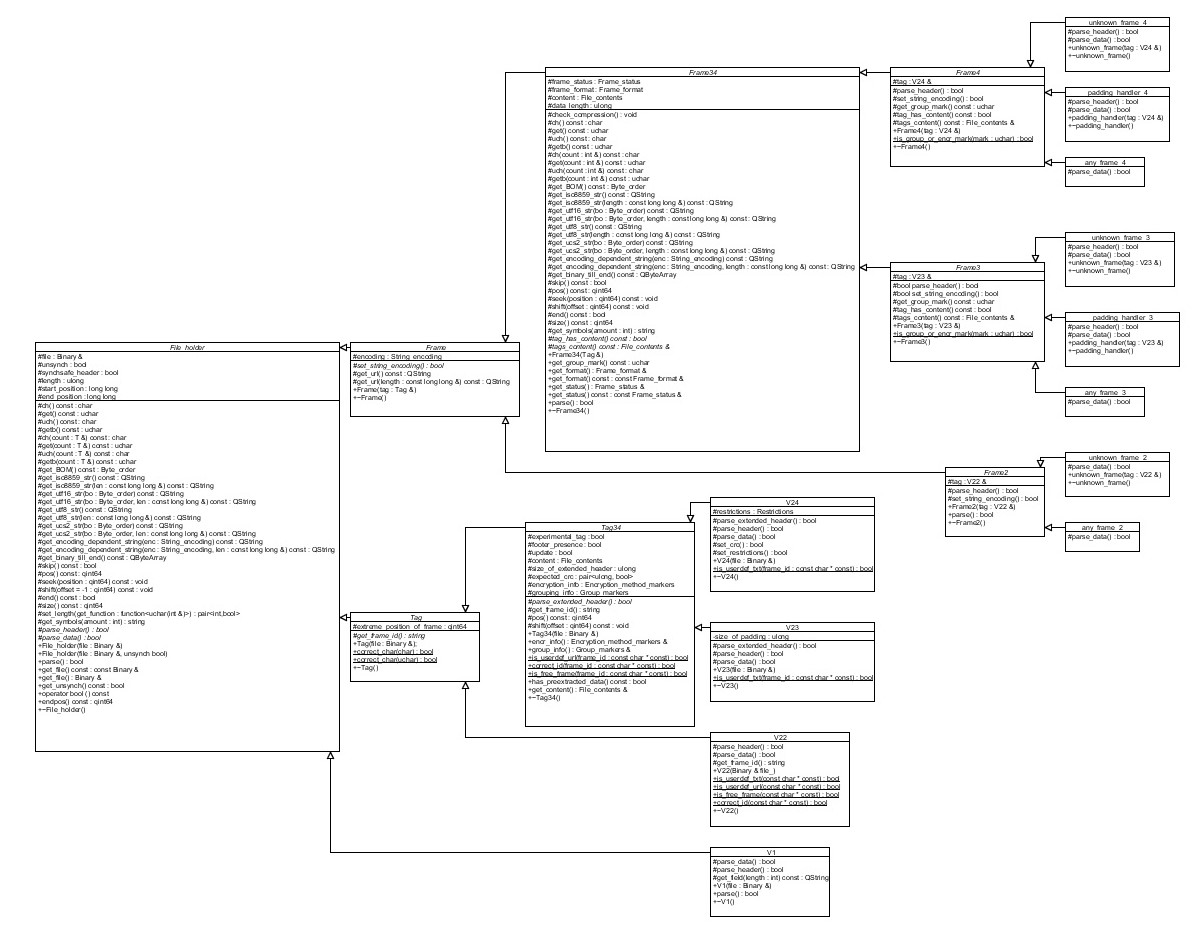 File_holder
#file : Binary &
#unsynch : bool
#synchsafe_header : bool
#length : ulong
#start_position : long long
#end_position : long long
#ch() const : char
#get() const : uchar
#uch() const : char
#getb() const : uchar
#ch(count : T &) const : char
#get(count : T &) const : uchar
#uch(count : T &) const : char
#getb(count : T &) const : uchar
#get_BOM() const : Byte_order
#get_iso8859_str() const : QString
#get_iso8859_str(len : const long long &) const : QString
#get_utf16_str(bo : Byte_order) const : QString
#get_utf16_str(bo : Byte_order, len : const long long &) const : QString
#get_utf8_str() const : QString
#get_utf8_str(len : const long long &) const : QString
#get_ucs2_str(bo : Byte_order) const : QString
#get_ucs2_str(bo : Byte_order, len : const long long &) const : QString
#get_encoding_dependent_string(enc : String_encoding) const : QString
#get_encoding_dependent_string(enc : String_encoding, len : const long long &) const : QString
#get_binary_till_end() const : QByteArray
#skip() const : bool
#pos() const : qint64
#seek(position : qint64) const : void
#shift(offset = -1 : qint64) const : void
#end() const : bool
#size() const : qint64
#set_length(get_function : function<uchar(int &)>) : pair<int,bool>
#get_symbols(amount : int) : string
#parse_header() : bool
#parse_data() : bool
+File_holder(file : Binary &)
+File_holder(file : Binary &, unsynch bool)
+parse() : bool
+get_file() const : const Binary &
+get_file() : Binary &
+get_unsynch() const : bool
+operator bool () const
+endpos() const : qint64
+~File_holder()
Frame
#encoding : String_encoding
#set_string_encoding() : bool
#get_url() const : QString
#get_url(length : const long long &) const : QString
+Frame(tag : Tag &)
+~Frame()
Tag
#extreme_position_of_frame : qint64
#get_frame_id() : string
+Tag(file : Binary &);
+correct_char(char) : bool
+correct_char(uchar) : bool
+~Tag()
Frame34
#frame_status : Frame_status
#frame_format : Frame_format
#content : File_contents
#data_length : ulong
#check_compression() : void
#ch() const : char
#get() const : uchar
#uch() const : char
#getb() const : uchar
#ch(count : int &) const : char
#get(count : int &) const : uchar
#uch(count : int &) const : char
#getb(count : int &) const : uchar
#get_BOM() const : Byte_order
#get_iso8859_str() const : QString
#get_iso8859_str(length : const long long &) const : QString
#get_utf16_str(bo : Byte_order) const : QString
#get_utf16_str(bo : Byte_order, length : const long long &) const : QString
#get_utf8_str() const : QString
#get_utf8_str(length : const long long &) const : QString
#get_ucs2_str(bo : Byte_order) const : QString
#get_ucs2_str(bo : Byte_order, length : const long long &) const : QString
#get_encoding_dependent_string(enc : String_encoding) const : QString
#get_encoding_dependent_string(enc : String_encoding, length : const long long &) const : QString
#get_binary_till_end() const : QByteArray
#skip() const : bool
#pos() const : qint64
#seek(position : qint64) const : void
#shift(offset : qint64) const : void
#end() const : bool
#size() const : qint64
#get_symbols(amount : int) : string
#tag_has_content() const : bool
#tags_content() const : File_contents &
+Frame34(Tag &)
+get_group_mark() const : uchar
+get_format() : Frame_format &
+get_format() const : const Frame_format &
+get_status() : Frame_status &
+get_status() const : const Frame_status &
+parse() : bool
+~Frame34()
Tag34
#experimental_tag : bool
#footer_presence : bool
#update : bool
#content : File_contents
#size_of_extended_header : ulong
#expected_crc : pair<ulong, bool>
#encryption_info : Encryption_method_markers
#grouping_info : Group_markers
#parse_extended_header() : bool
#get_frame_id() : string
#pos() const : qint64
#shift(offset : qint64) const : void
+Tag34(file : Binary &)
+encr_info() : Encryption_method_markers &
+group_info() : Group_markers &
+is_userdef_url(frame_id : const char * const) : bool
+correct_id(frame_id : const char * const) : bool
+is_free_frame(frame_id : const char * const) : bool
+has_preextracted_data() const : bool
+get_content() : File_contents &
+~Tag34()
V24
#restrictions : Restrictions
#parse_extended_header() : bool
#parse_header() : bool
#parse_data() : bool
#set_crc() : bool
#set_restrictions() : bool
+V24(file : Binary &)
+is_userdef_txt(frame_id : const char * const) : bool
+~V24()
V23
-size_of_padding : ulong
#parse_extended_header() : bool
#parse_header() : bool
#parse_data() : bool
+V23(file : Binary &)
+is_userdef_txt(frame_id : const char * const) : bool
+~V23()
V22
#parse_header() : bool
#parse_data() : bool
#get_frame_id() : string
+V22(Binary & file_)
+is_userdef_txt(const char * const) : bool
+is_userdef_url(const char * const) : bool
+is_free_frame(const char * const) : bool
+correct_id(const char * const) : bool
+~V22()
V1
#parse_data() : bool
#parse_header() : bool
#get_field(length : int) const : QString
+V1(file : Binary &)
+parse() : bool
+~V1()
Frame4
#tag : V24 &
#parse_header() : bool
#set_string_encoding() : bool
#get_group_mark() const : uchar
#tag_has_content() : bool
#tags_content() const : File_contents &
+Frame4(tag : V24 &)
+is_group_or_encr_mark(mark : uchar) : bool
+~Frame4()
Frame3
#tag : V23 &
#bool parse_header() : bool
#bool set_string_encoding() : bool
#get_group_mark() const : uchar
#tag_has_content() : bool
#tags_content() const : File_contents &
+Frame3(tag : V23 &)
+is_group_or_encr_mark(mark : uchar) : bool
+~Frame3()
Frame2
#tag : V22 &
#parse_header() : bool
#set_string_encoding() : bool
+Frame2(tag : V22 &)
+parse() : bool
+~Frame2()
unknown_frame_4
#parse_header() : bool
#parse_data() : bool
+unknown_frame(tag : V24 &)
+~unknown_frame()
padding_handler_4
#parse_header() : bool
#parse_data() : bool
+padding_handler(tag : V24 &)
+~padding_handler()
any_frame_4
#parse_data() : bool
unknown_frame_3
#parse_header() : bool
#parse_data() : bool
+unknown_frame(tag : V23 &)
+~unknown_frame()
padding_handler_3
#parse_header() : bool
#parse_data() : bool
+padding_handler(tag : V23 &)
+~padding_handler()
any_frame_3
#parse_data() : bool
unknown_frame_2
#parse_data() : bool
+unknown_frame(tag : V22 &)
+~unknown_frame()
any_frame_2
#parse_data() : bool